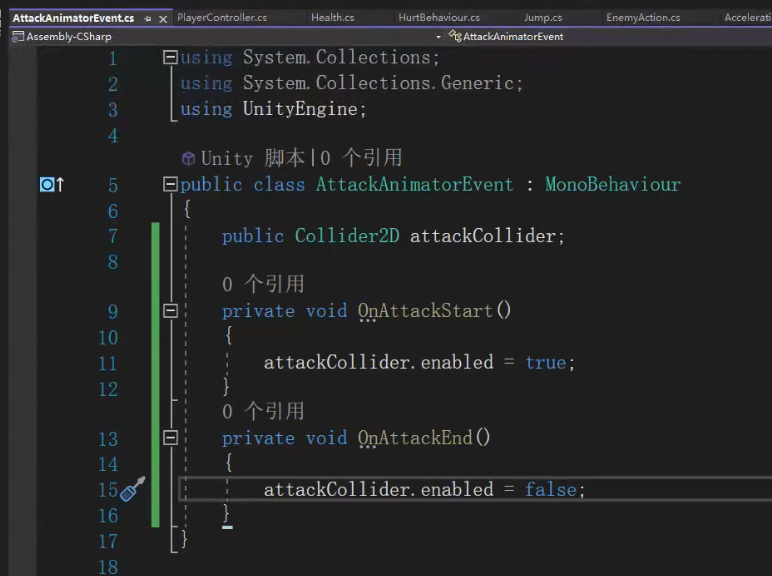 AttackAnimatorEvent.cs PlayerController.cs Health.cs HurtBehaviour.cs Jump.cs EnemyAction.cs Accelerati
Assembly-CSharp AttackAnimatorEvent
1 using System.Collections;
2 using System.Collections.Generic;
3 using UnityEngine;
4
Unity 脚本|0 个引用
5 public class AttackAnimatorEvent : MonoBehaviour
6 {
7 public Collider2D attackCollider;
8
0 个引用
9 private void OnAttackStart()
10 {
11 attackCollider.enabled = true;
12 }
0 个引用
13 private void OnAttackEnd()
14 {
15 attackCollider.enabled = false;
16 }
17 }
18